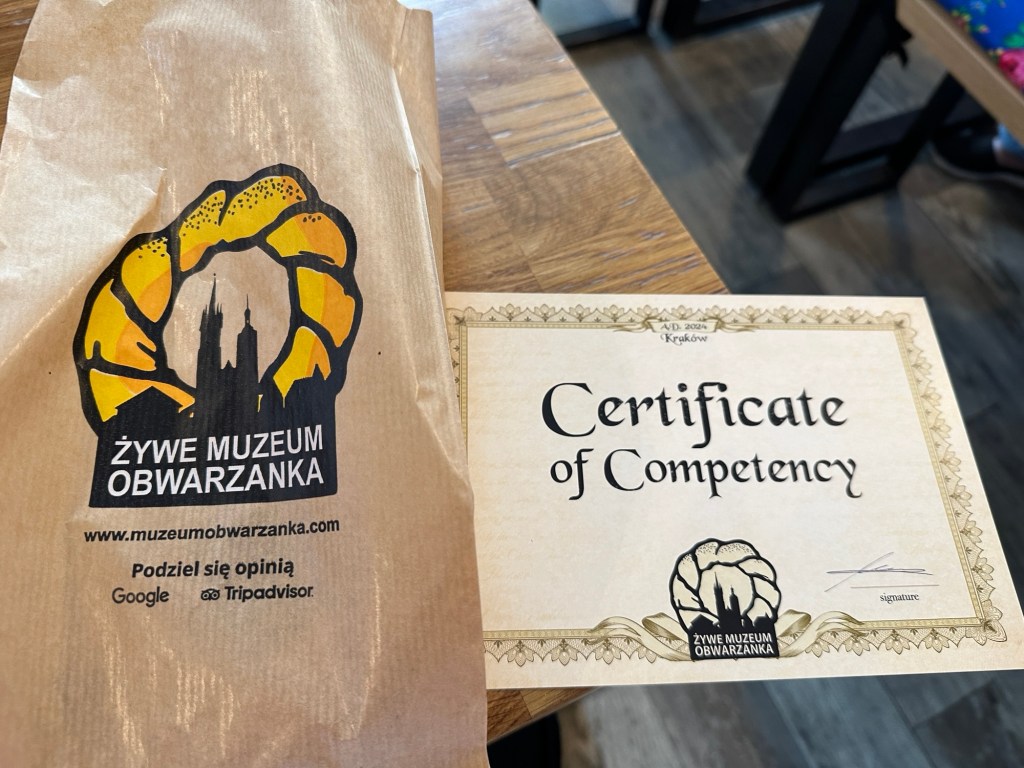 ŻYWE MUZEUM
OBWARZANKA
www.muzeumobwarzanka.com
Podziel się opinią
Google Tripadvisor
A.D. 2024
Kraków
Certificate
of Competency
signature
ŻYWE MUZEUM
OBWARZANKA